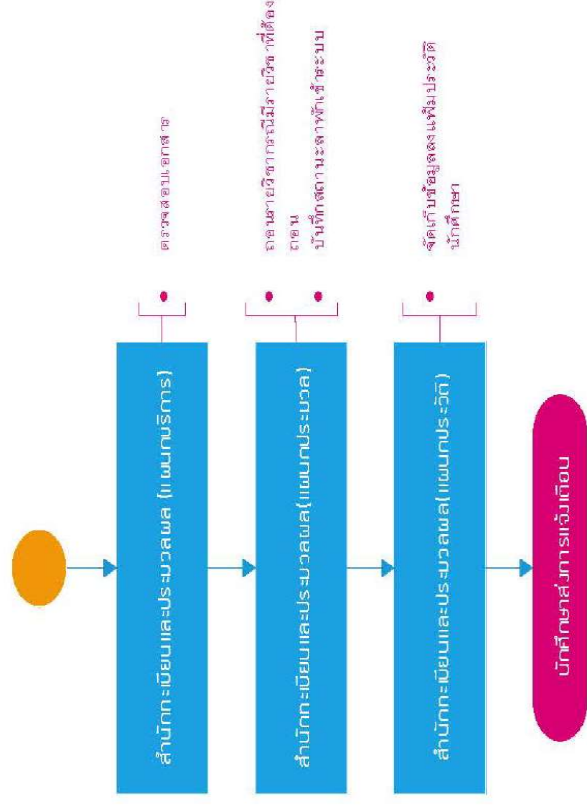 สำนักทะเบียนและประมวลผล (แผนกบริการ)
ตรวจสอบเอกสาร
สำนักทะเบียนและประมวลผล(แผนกประมวล)
ถอนรายวิชากรณีมีรายวิชาที่ต้อง
ถอน
บันทึกสถานะลาพักเข้าระบบ
สำนักทะเบียนและประมวลผล(แผนกประวัติ)
จัดเก็บข้อมูลลงแฟ้มประวัติ
นักศึกษา
นักศึกษาส่งการแจ้งเตือน